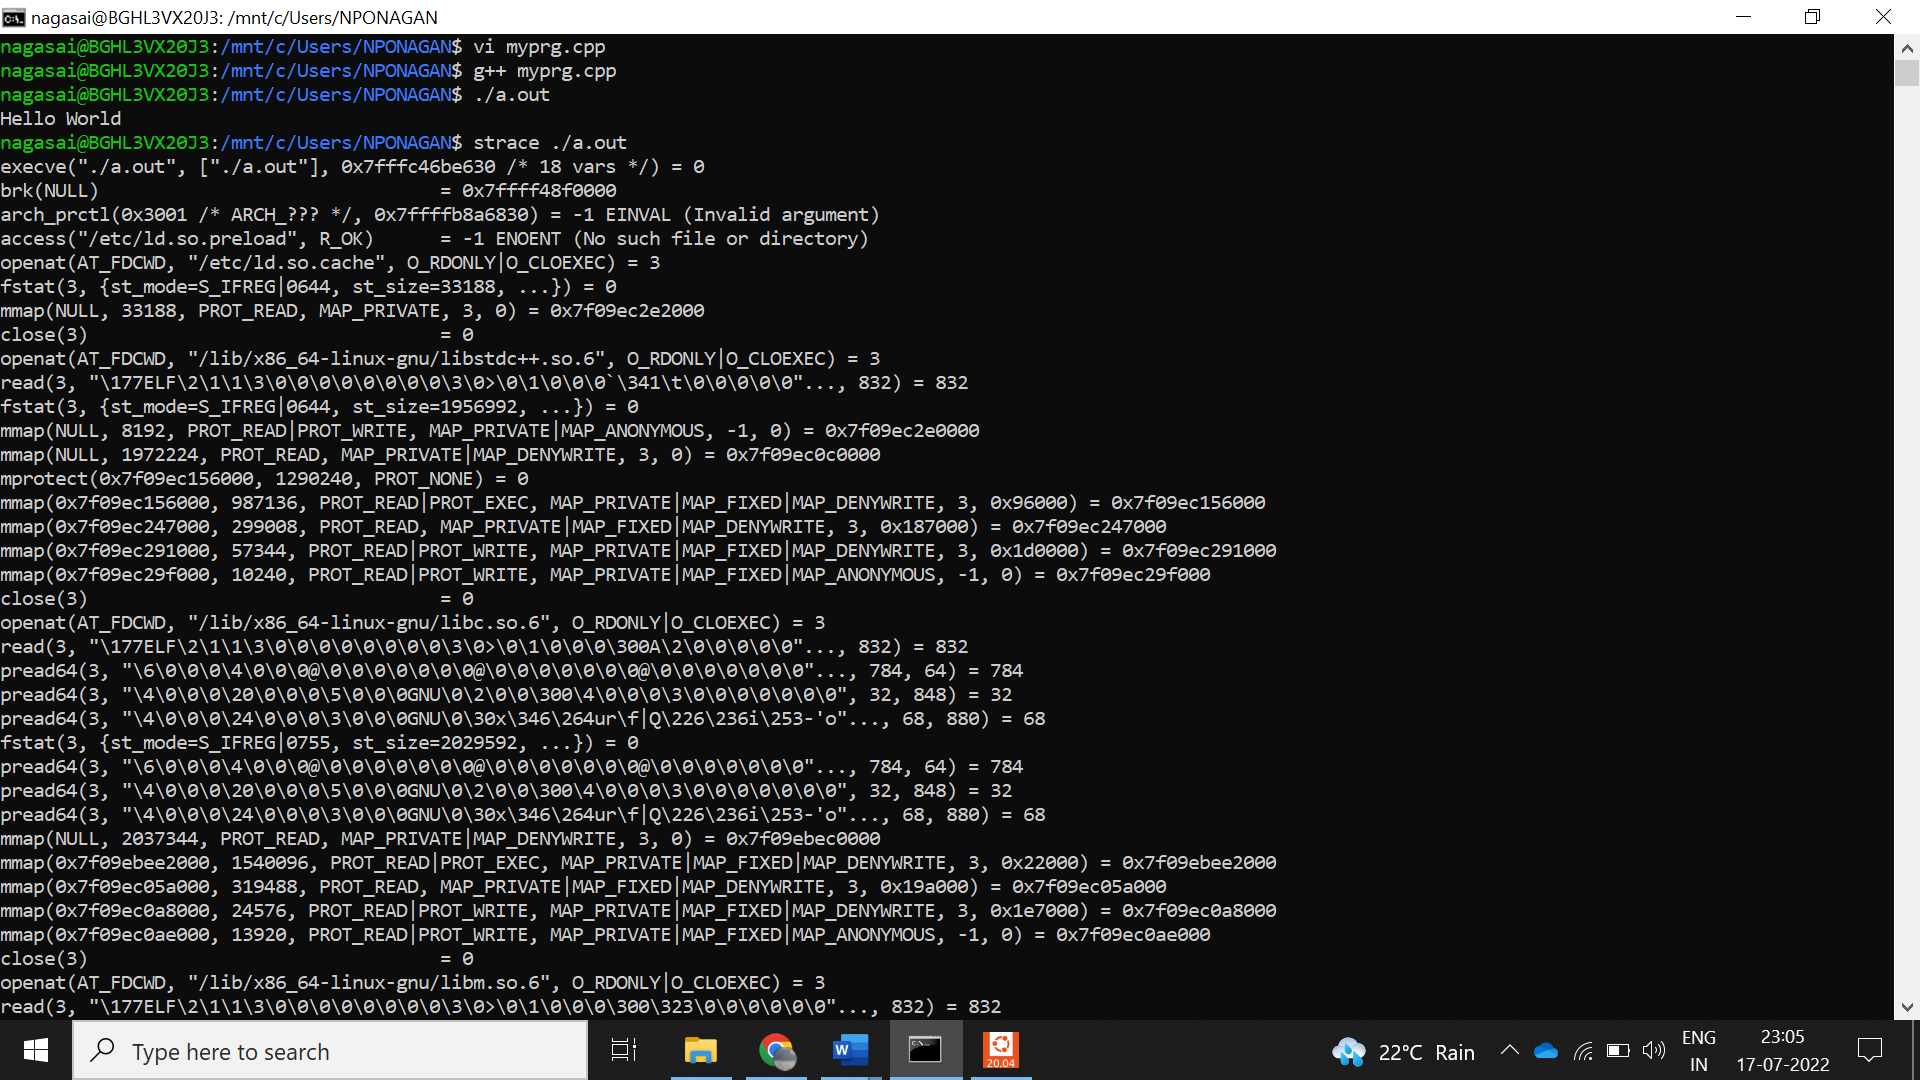 nagasai@BGHL3VX20J3: /mnt/c/Users/NPONAGAN
nagasai@BGHL3VX20J3:/mnt/c/Users/NPONAGAN$ vi myprg.cpp
nagasai@BGHL3VX20J3:/mnt/c/Users/NPONAGAN$ g++ myprg.cpp
nagasai@BGHL3VX20J3:/mnt/c/Users/NPONAGAN$ ./a.out
Hello World
nagasai@BGHL3VX20J3:/mnt/c/Users/NPONAGAN$ strace ./a.out
execve("./a.out", ["./a.out"], 0x7fffc46be630 /* 18 vars */) = 0
brk(NULL)                               = 0x7ffff48f0000
arch_prctl(0x3001 /* ARCH_??? */, 0x7ffffb8a6830) = -1 EINVAL (Invalid argument)
access("/etc/ld.so.preload", R_OK)      = -1 ENOENT (No such file or directory)
openat(AT_FDCWD, "/etc/ld.so.cache", O_RDONLY|O_CLOEXEC) = 3
fstat(3, {st_mode=S_IFREG|0644, st_size=33188, ...}) = 0
mmap(NULL, 33188, PROT_READ, MAP_PRIVATE, 3, 0) = 0x7f09ec2e2000
close(3)                                = 0
openat(AT_FDCWD, "/lib/x86_64-linux-gnu/libstdc++.so.6", O_RDONLY|O_CLOEXEC) = 3
read(3, "\177ELF\2\1\1\3\0\0\0\0\0\0\0\0\3\0>\0\1\0\0\0`\341\t\0\0\0\0\0"..., 832) = 832
fstat(3, {st_mode=S_IFREG|0644, st_size=1956992, ...}) = 0
mmap(NULL, 8192, PROT_READ|PROT_WRITE, MAP_PRIVATE|MAP_ANONYMOUS, -1, 0) = 0x7f09ec2e0000
mmap(NULL, 1972224, PROT_READ, MAP_PRIVATE|MAP_DENYWRITE, 3, 0) = 0x7f09ec0c0000
mprotect(0x7f09ec156000, 1290240, PROT_NONE) = 0
mmap(0x7f09ec156000, 987136, PROT_READ|PROT_EXEC, MAP_PRIVATE|MAP_FIXED|MAP_DENYWRITE, 3, 0x96000) = 0x7f09ec156000
mmap(0x7f09ec247000, 299008, PROT_READ, MAP_PRIVATE|MAP_FIXED|MAP_DENYWRITE, 3, 0x187000) = 0x7f09ec247000
mmap(0x7f09ec291000, 57344, PROT_READ|PROT_WRITE, MAP_PRIVATE|MAP_FIXED|MAP_DENYWRITE, 3, 0x1d0000) = 0x7f09ec291000
mmap(0x7f09ec29f000, 10240, PROT_READ|PROT_WRITE, MAP_PRIVATE|MAP_FIXED|MAP_ANONYMOUS, -1, 0) = 0x7f09ec29f000
close(3)                                = 0
openat(AT_FDCWD, "/lib/x86_64-linux-gnu/libc.so.6", O_RDONLY|O_CLOEXEC) = 3
read(3, "\177ELF\2\1\1\3\0\0\0\0\0\0\0\0\3\0>\0\1\0\0\0\300A\2\0\0\0\0\0"..., 832) = 832
pread64(3, "\6\0\0\0\4\0\0\0@\0\0\0\0\0\0\0@\0\0\0\0\0\0\0@\0\0\0\0\0\0\0"..., 784, 64) = 784
pread64(3, "\4\0\0\0\20\0\0\0\5\0\0\0GNU\0\2\0\0\300\4\0\0\0\3\0\0\0\0\0\0\0", 32, 848) = 32
pread64(3, "\4\0\0\0\24\0\0\0\3\0\0\0GNU\0\30x\346\264ur\f|Q\226\236i\253-'o"..., 68, 880) = 68
fstat(3, {st_mode=S_IFREG|0755, st_size=2029592, ...}) = 0
pread64(3, "\6\0\0\0\4\0\0\0@\0\0\0\0\0\0\0@\0\0\0\0\0\0\0@\0\0\0\0\0\0\0"..., 784, 64) = 784
pread64(3, "\4\0\0\0\20\0\0\0\5\0\0\0GNU\0\2\0\0\300\4\0\0\0\3\0\0\0\0\0\0\0", 32, 848) = 32
pread64(3, "\4\0\0\0\24\0\0\0\3\0\0\0GNU\0\30x\346\264ur\f|Q\226\236i\253-'o"..., 68, 880) = 68
mmap(NULL, 2037344, PROT_READ, MAP_PRIVATE|MAP_DENYWRITE, 3, 0) = 0x7f09ebec0000
mmap(0x7f09ebee2000, 1540096, PROT_READ|PROT_EXEC, MAP_PRIVATE|MAP_FIXED|MAP_DENYWRITE, 3, 0x22000) = 0x7f09ebee2000
mmap(0x7f09ec05a000, 319488, PROT_READ, MAP_PRIVATE|MAP_FIXED|MAP_DENYWRITE, 3, 0x19a000) = 0x7f09ec05a000
mmap(0x7f09ec0a8000, 24576, PROT_READ|PROT_WRITE, MAP_PRIVATE|MAP_FIXED|MAP_DENYWRITE, 3, 0x1e7000) = 0x7f09ec0a8000
mmap(0x7f09ec0ae000, 13920, PROT_READ|PROT_WRITE, MAP_PRIVATE|MAP_FIXED|MAP_ANONYMOUS, -1, 0) = 0x7f09ec0ae000
close(3)                                = 0
openat(AT_FDCWD, "/lib/x86_64-linux-gnu/libm.so.6", O_RDONLY|O_CLOEXEC) = 3
read(3, "\177ELF\2\1\1\3\0\0\0\0\0\0\0\0\3\0>\0\1\0\0\0\300\323\0\0\0\0\0\0"..., 832) = 832
Type here to search
20.04
22°C Rain
ENG
IN
23:05
17-07-2022